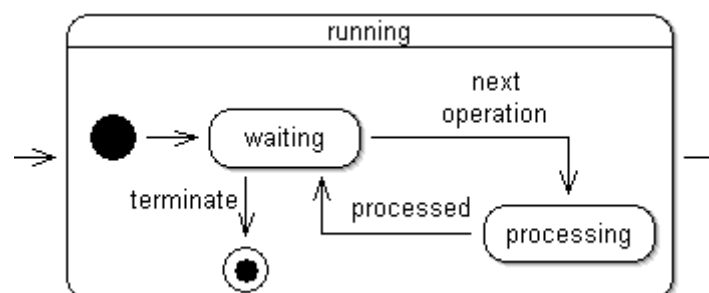 running
next
operation
waiting
terminate
processed
processing